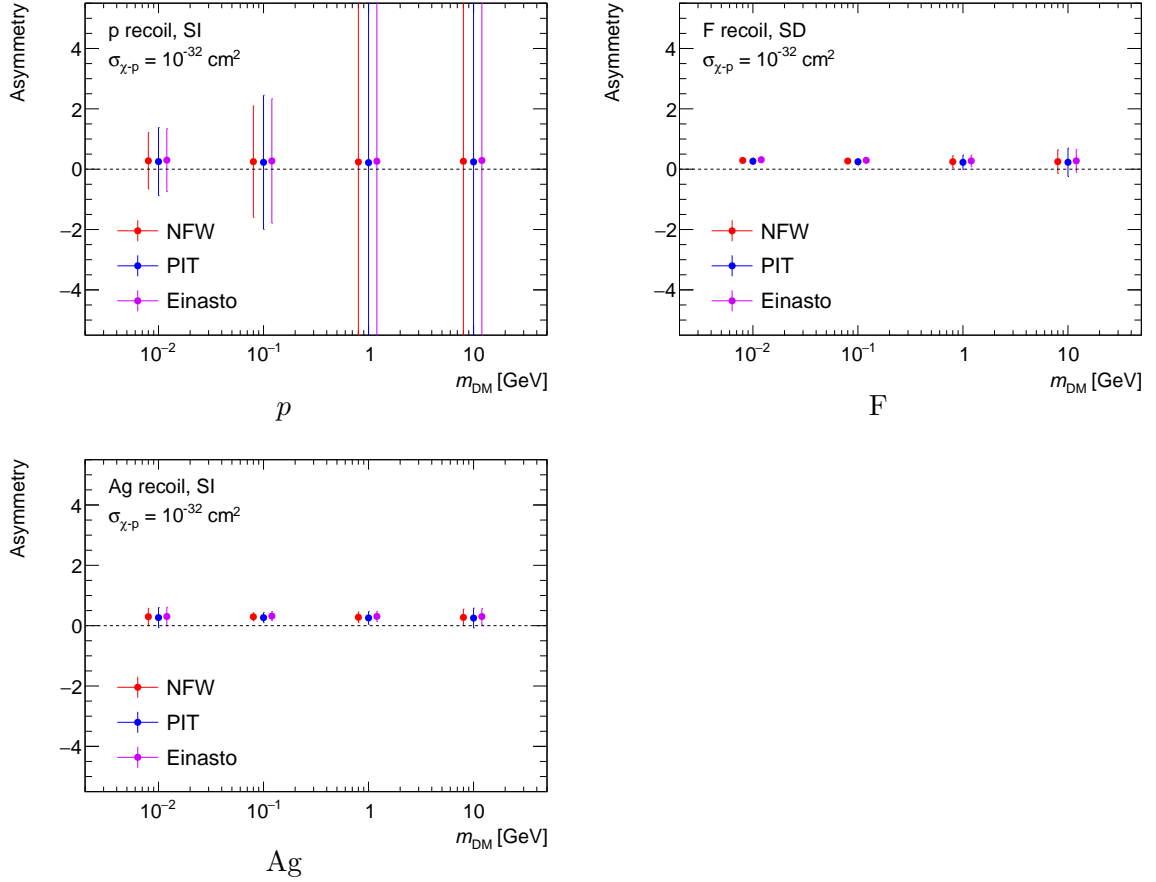 Asymmetry
p recoil, SI
σχ-p = 10-32 cm2
4
2
0
−2
−4
NFW
PIT
Einasto
10−2 10−1 1 10
mDM [GeV]
p
Asymmetry
F recoil, SD
σχ-p = 10-32 cm2
4
2
0
−2
−4
NFW
PIT
Einasto
10−2 10−1 1 10
mDM [GeV]
F
Asymmetry
Ag recoil, SI
σχ-p = 10-32 cm2
4
2
0
−2
−4
NFW
PIT
Einasto
10−2 10−1 1 10
mDM [GeV]
Ag